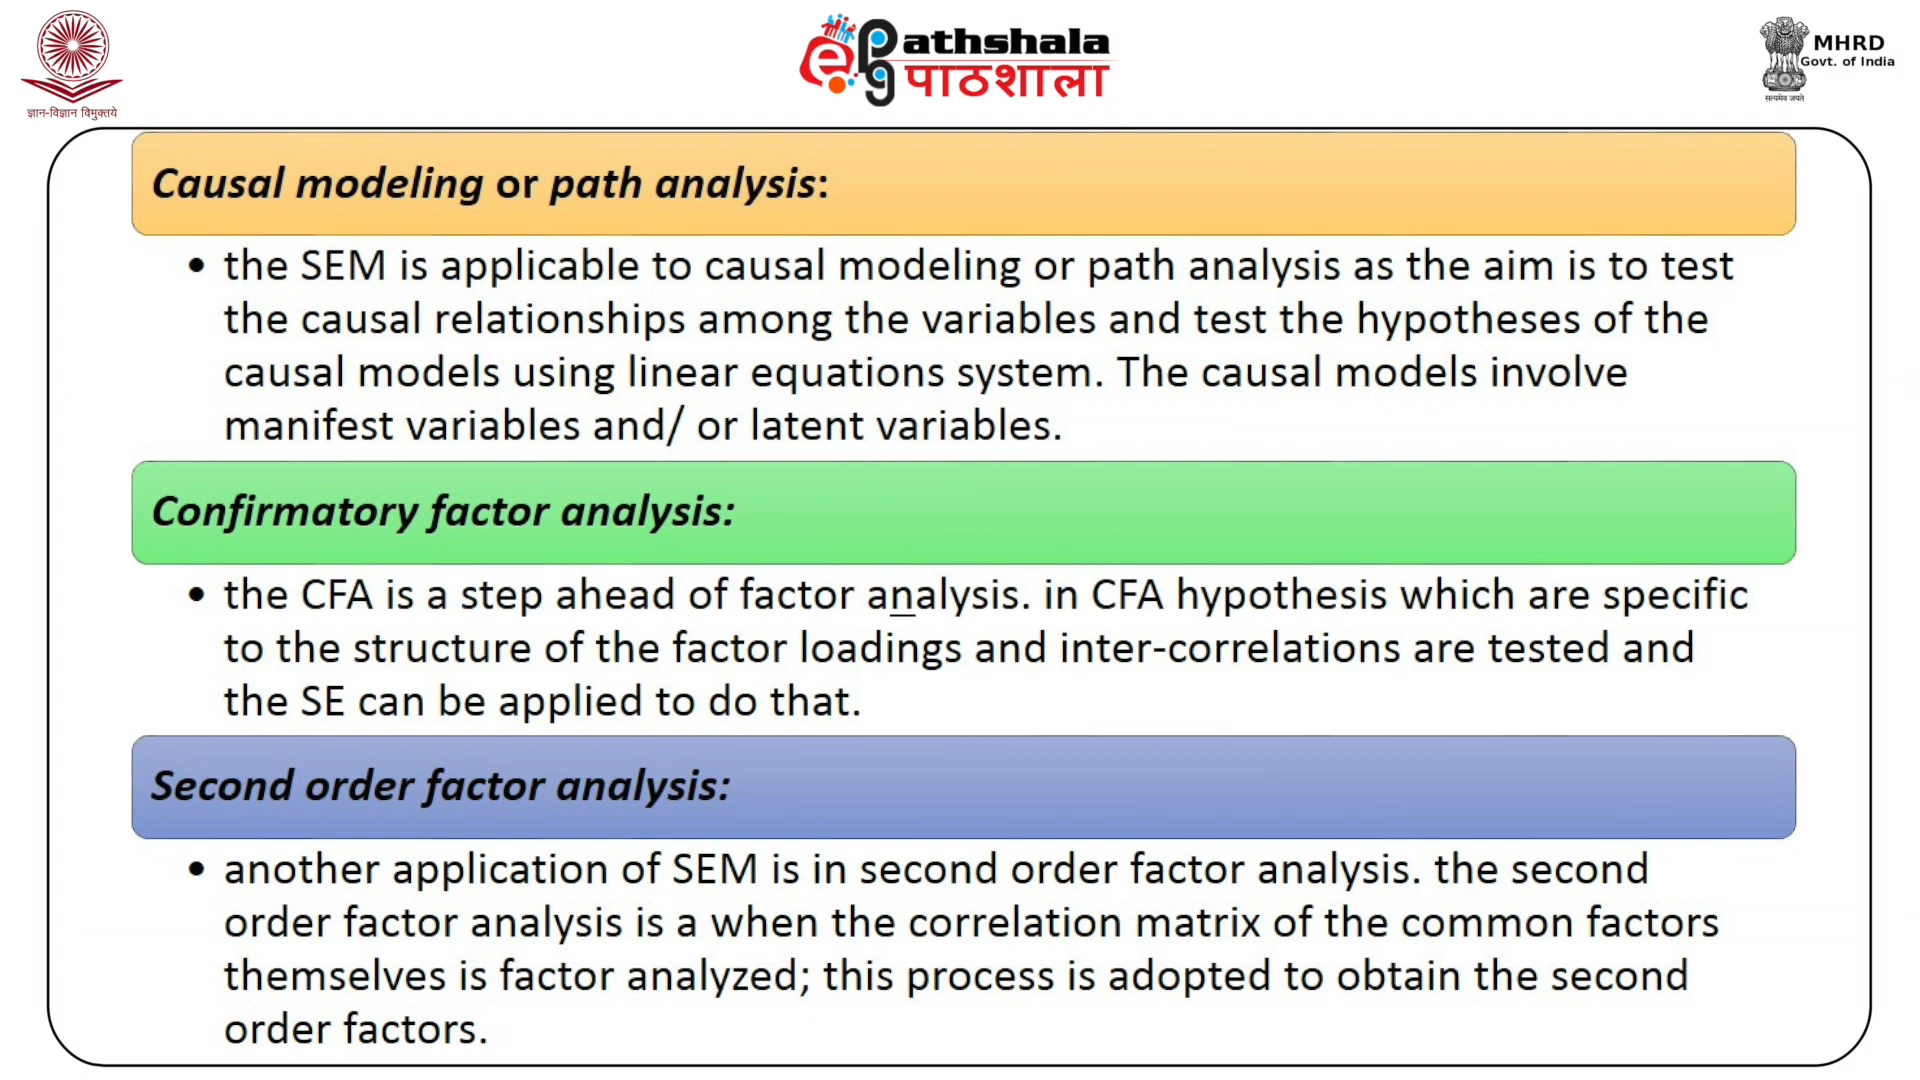 ज्ञान-विज्ञान विमुक्तये
e pg Pathshala
पाठशाला
MHRD
Govt. of India
सत्यमेव जयते
Causal modeling or path analysis:
• the SEM is applicable to causal modeling or path analysis as the aim is to test
the causal relationships among the variables and test the hypotheses of the
causal models using linear equations system. The causal models involve
manifest variables and/ or latent variables.
Confirmatory factor analysis:
• the CFA is a step ahead of factor analysis. in CFA hypothesis which are specific
to the structure of the factor loadings and inter-correlations are tested and
the SE can be applied to do that.
Second order factor analysis:
• another application of SEM is in second order factor analysis. the second
order factor analysis is a when the correlation matrix of the common factors
themselves is factor analyzed; this process is adopted to obtain the second
order factors.